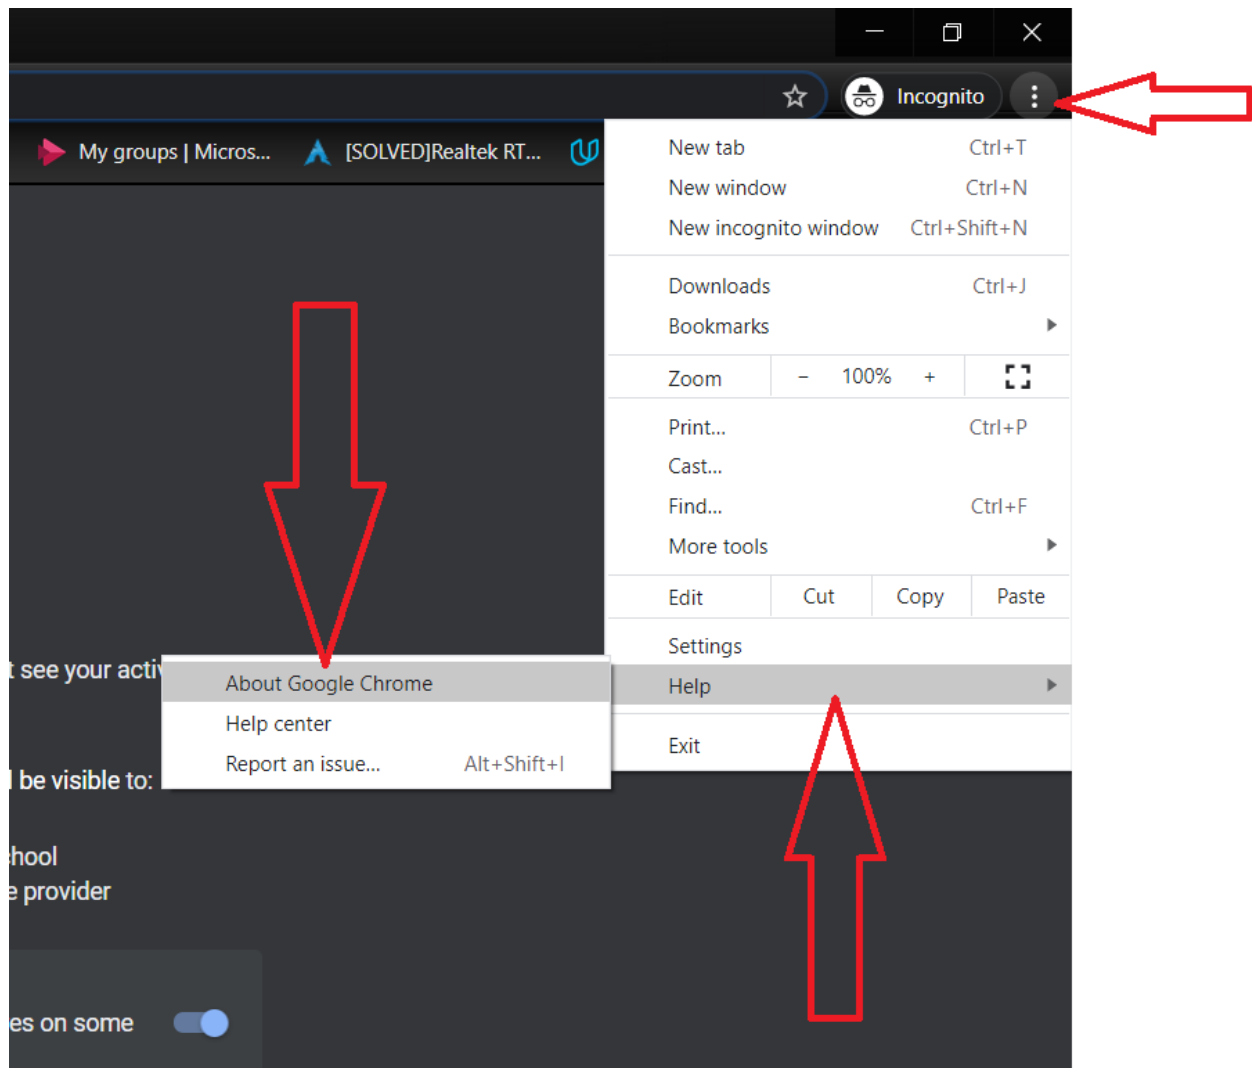 Incognito
My groups | Micros...
[SOLVED]Realtek RT...
New tab Ctrl+T
New window Ctrl+N
New incognito window Ctrl+Shift+N
Downloads Ctrl+J
Bookmarks
Zoom - 100% +
Print... Ctrl+P
Cast...
Find... Ctrl+F
More tools
Edit Cut Copy Paste
Settings
Help
Exit
About Google Chrome
Help center
Report an issue... Alt+Shift+I
t see your activ
l be visible to:
hool
e provider
es on some